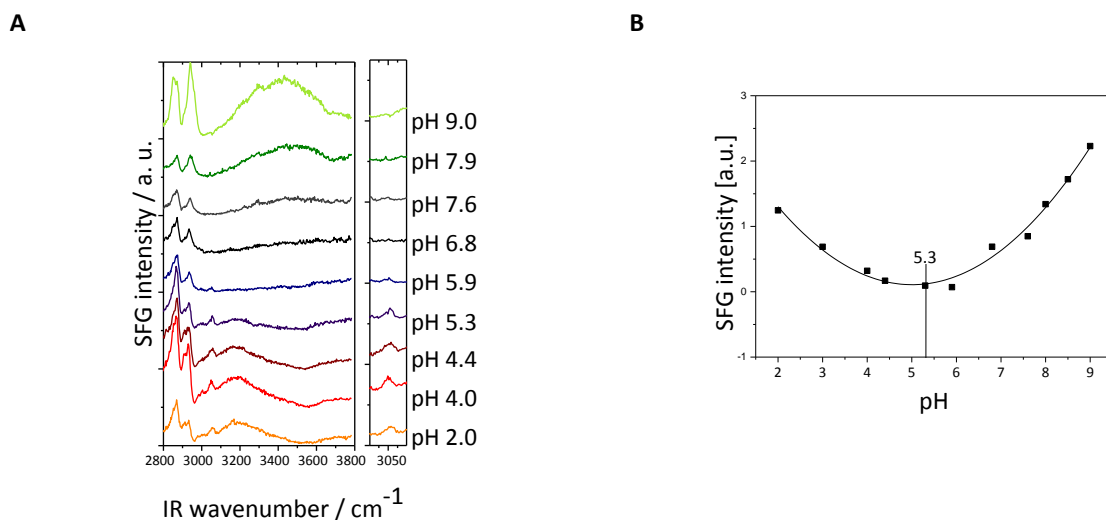 A
SFG intensity / a. u.
pH 9.0
pH 7.9
pH 7.6
pH 6.8
pH 5.9
pH 5.3
pH 4.4
pH 4.0
pH 2.0
2800 3000 3200 3400 3600 3800 3050
IR wavenumber / cm⁻¹
B
SFG intensity [a.u.]
3
2
1
0
-1
5.3
2 3 4 5 6 7 8 9
pH